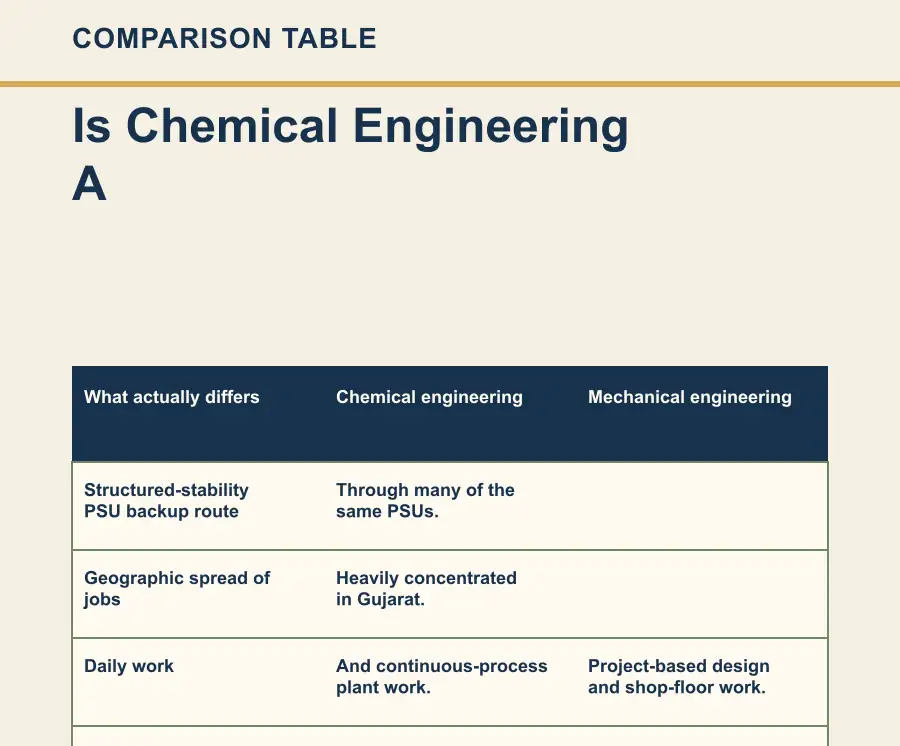 COMPARISON TABLE
Is Chemical Engineering
A
What actually differs
Chemical engineering
Mechanical engineering
Structured-stability
PSU backup route
Through many of the
same PSUs.
Geographic spread of
jobs
Heavily concentrated
in Gujarat.
Daily work
And continuous-process
plant work.
Project-based design
and shop-floor work.